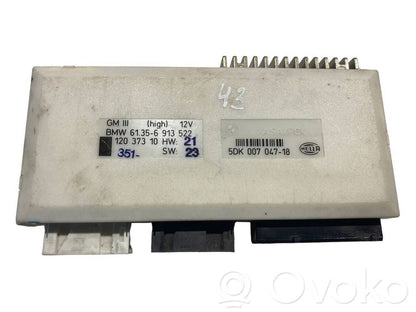 43
GM III (high) 12V
BMW 61.35-6 913 522
120 373 10 HW: 21
351- SW: 23
5DK 007 047-18
HELLA
© Ovoko